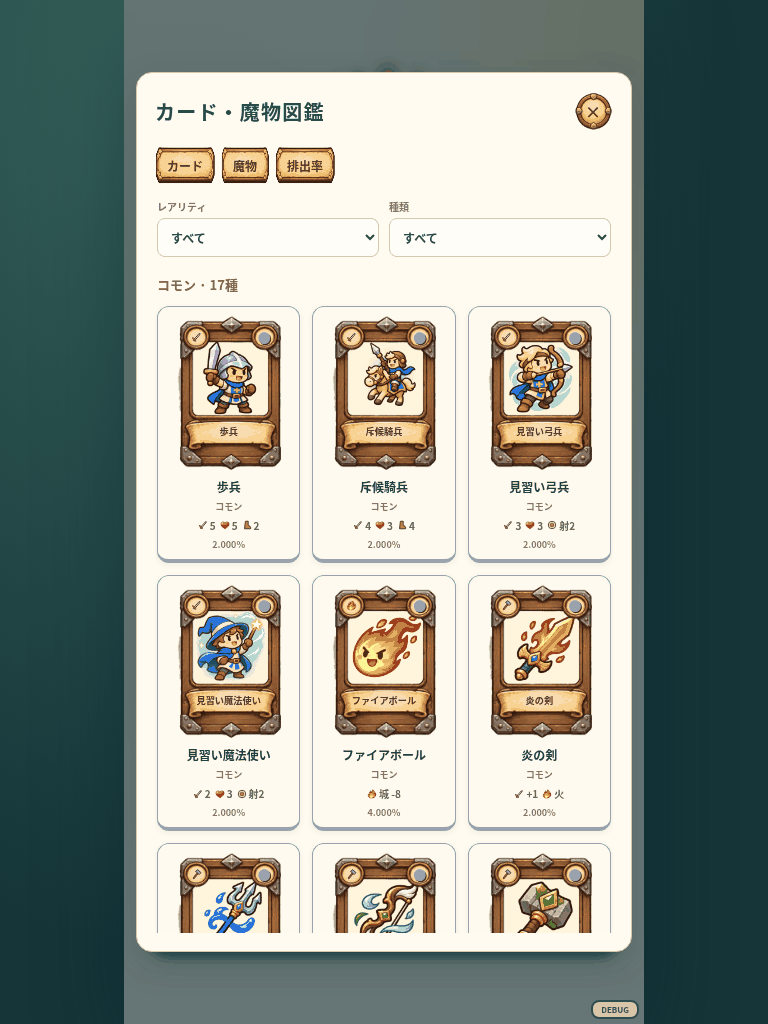 カード・魔物図鑑
カード 魔物 排出率
レアリティ 種類
すべて すべて
コモン · 17種
歩兵 斥候騎兵 見習い弓兵
歩兵 斥候騎兵 見習い弓兵
コモン コモン コモン
5 5 2 4 3 4 3 3 射2
2.000% 2.000% 2.000%
見習い魔法使い ファイアボール 炎の剣
見習い魔法使い ファイアボール 炎の剣
コモン コモン コモン
2 3 射2 城 -8 +1 火
2.000% 4.000% 2.000%
DEBUG